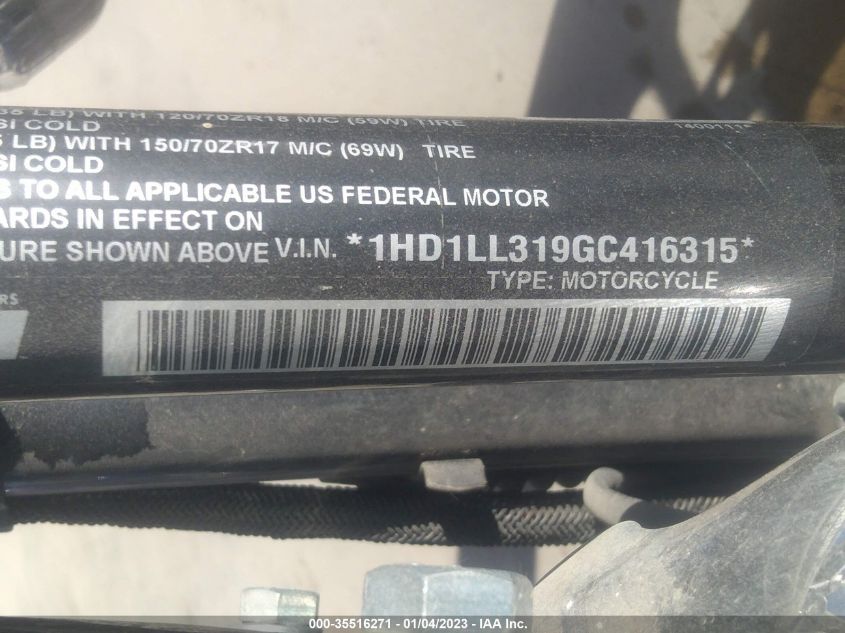 LB) WITH 120/70ZR18 M/C (59W) TIRE
SI COLD
LB) WITH 150/70ZR17 M/C (69W) TIRE
SI COLD
S TO ALL APPLICABLE US FEDERAL MOTOR
ARDS IN EFFECT ON
URE SHOWN ABOVE V.I.N. *1HD1LL319GC416315*
TYPE: MOTORCYCLE
RS
000-35516271 - 01/04/2023 - IAA Inc.